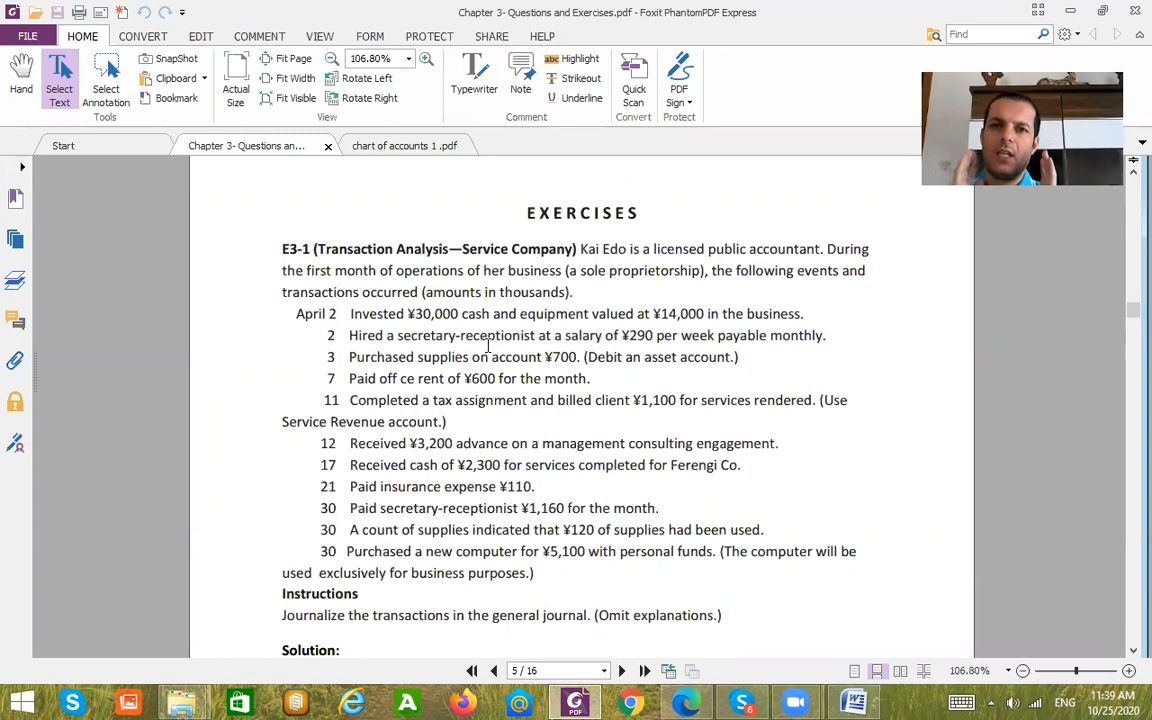 Chapter 3- Questions and Exercises.pdf - Foxit PhantomPDF Express
FILE HOME CONVERT EDIT COMMENT VIEW FORM PROTECT SHARE HELP Find
Hand
Select Text
Select Annotation
SnapShot
Clipboard
Bookmark
Tools
Actual Size
Fit Page
Fit Width
Fit Visible
106.80%
Rotate Left
Rotate Right
View
Typewriter
Note
Highlight
Strikeout
Underline
Comment
Quick Scan
Convert
PDF Sign
Protect
Start Chapter 3- Questions an... chart of accounts 1 .pdf
EXERCISES
E3-1 (Transaction Analysis—Service Company) Kai Edo is a licensed public accountant. During
the first month of operations of her business (a sole proprietorship), the following events and
transactions occurred (amounts in thousands).
April 2 Invested ¥30,000 cash and equipment valued at ¥14,000 in the business.
2 Hired a secretary-receptionist at a salary of ¥290 per week payable monthly.
3 Purchased supplies on account ¥700. (Debit an asset account.)
7 Paid off ce rent of ¥600 for the month.
11 Completed a tax assignment and billed client ¥1,100 for services rendered. (Use
Service Revenue account.)
12 Received ¥3,200 advance on a management consulting engagement.
17 Received cash of ¥2,300 for services completed for Ferengi Co.
21 Paid insurance expense ¥110.
30 Paid secretary-receptionist ¥1,160 for the month.
30 A count of supplies indicated that ¥120 of supplies had been used.
30 Purchased a new computer for ¥5,100 with personal funds. (The computer will be
used exclusively for business purposes.)
Instructions
Journalize the transactions in the general journal. (Omit explanations.)
Solution:
5 / 16 106.80%
ENG
11:39 AM
10/25/2020